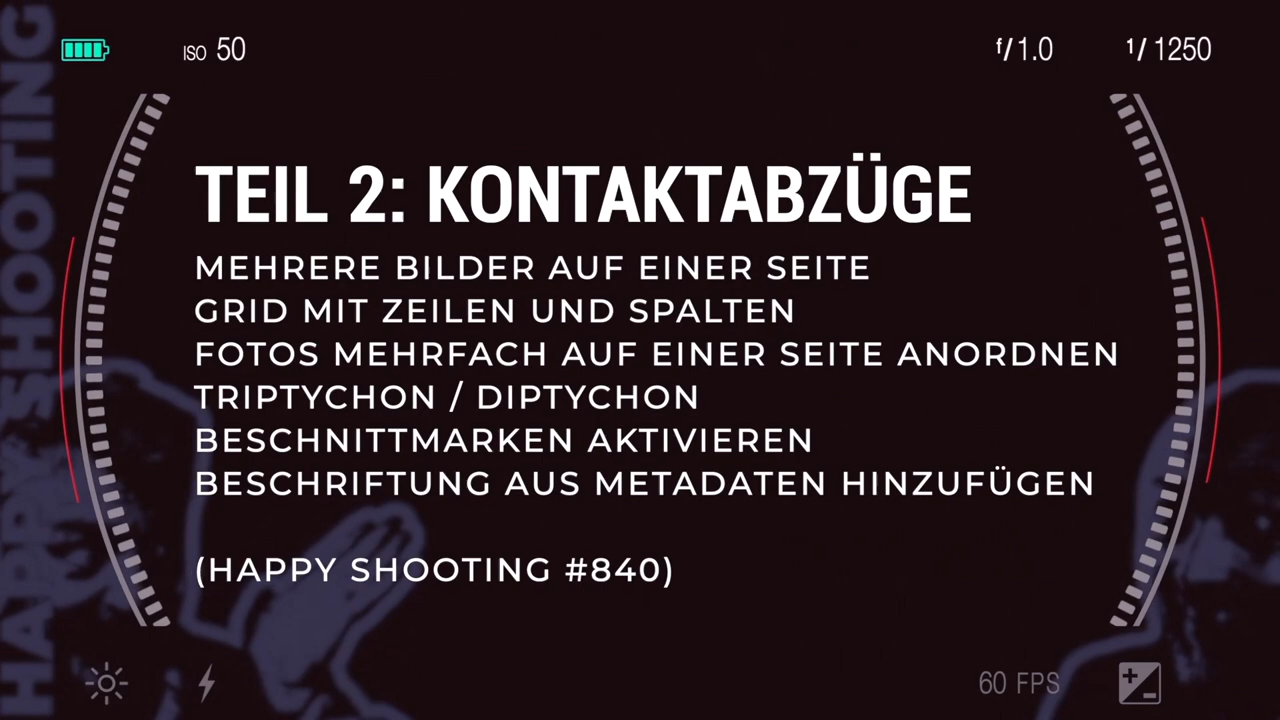 HAPPY SHOOTING
ISO 50
f/1.0
1/1250
TEIL 2: KONTAKTABZÜGE
MEHRERE BILDER AUF EINER SEITE
GRID MIT ZEILEN UND SPALTEN
FOTOS MEHRFACH AUF EINER SEITE ANORDNEN
TRIPTYCHON / DIPTYCHON
BESCHNITTMARKEN AKTIVIEREN
BESCHRIFTUNG AUS METADATEN HINZUFÜGEN
(HAPPY SHOOTING #840)
60 FPS